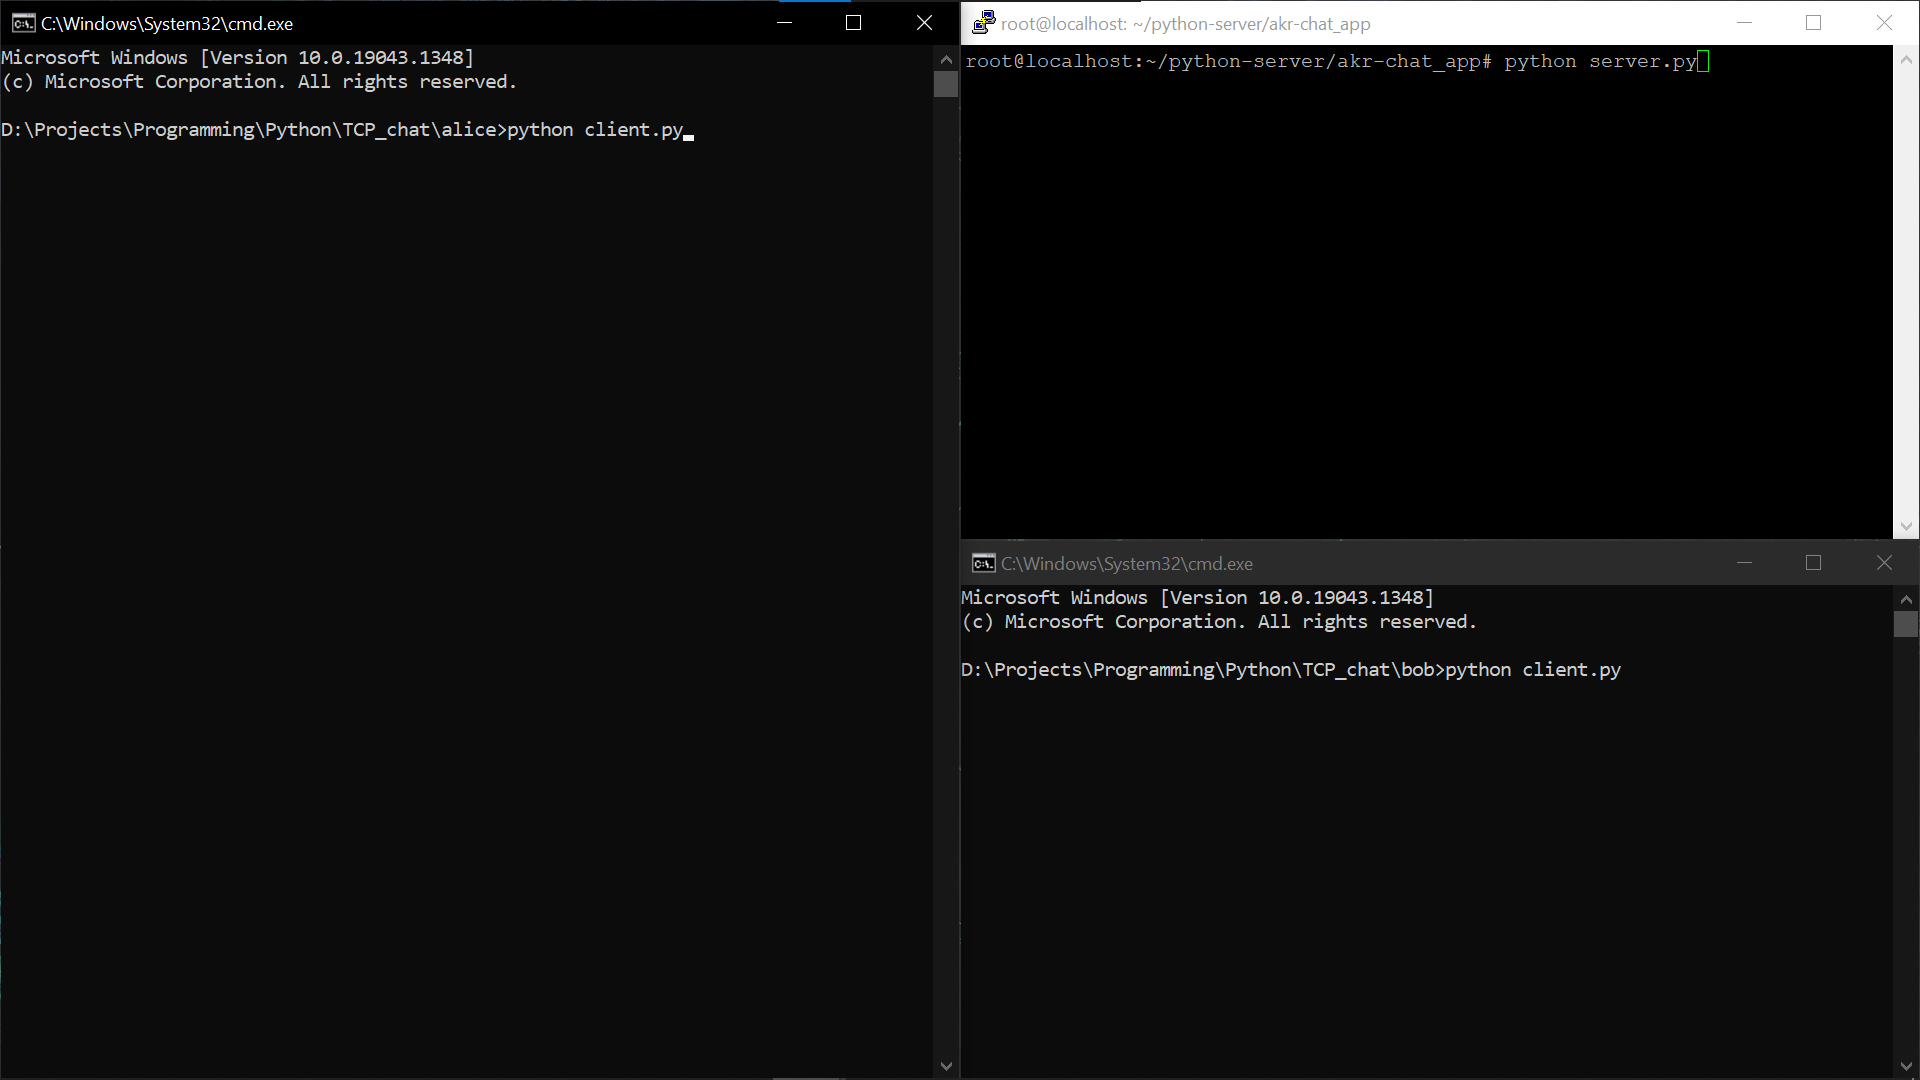 C:\Windows\System32\cmd.exe
Microsoft Windows [Version 10.0.19043.1348]
(c) Microsoft Corporation. All rights reserved.
D:\Projects\Programming\Python\TCP_chat\alice>python client.py
root@localhost: ~/python-server/akr-chat_app
root@localhost:~/python-server/akr-chat_app# python server.py
C:\Windows\System32\cmd.exe
Microsoft Windows [Version 10.0.19043.1348]
(c) Microsoft Corporation. All rights reserved.
D:\Projects\Programming\Python\TCP_chat\bob>python client.py